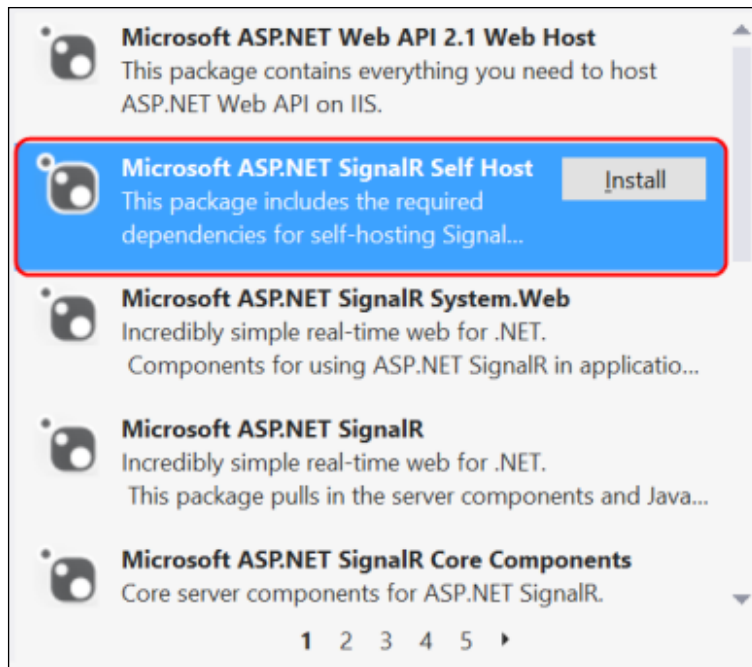 Microsoft ASP.NET Web API 2.1 Web Host
This package contains everything you need to host
ASP.NET Web API on IIS.
Microsoft ASP.NET SignalR Self Host
Install
This package includes the required
dependencies for self-hosting Signal...
Microsoft ASP.NET SignalR System.Web
Incredibly simple real-time web for .NET.
Components for using ASP.NET SignalR in applicatio...
Microsoft ASP.NET SignalR
Incredibly simple real-time web for .NET.
This package pulls in the server components and Java...
Microsoft ASP.NET SignalR Core Components
Core server components for ASP.NET SignalR.
1 2 3 4 5